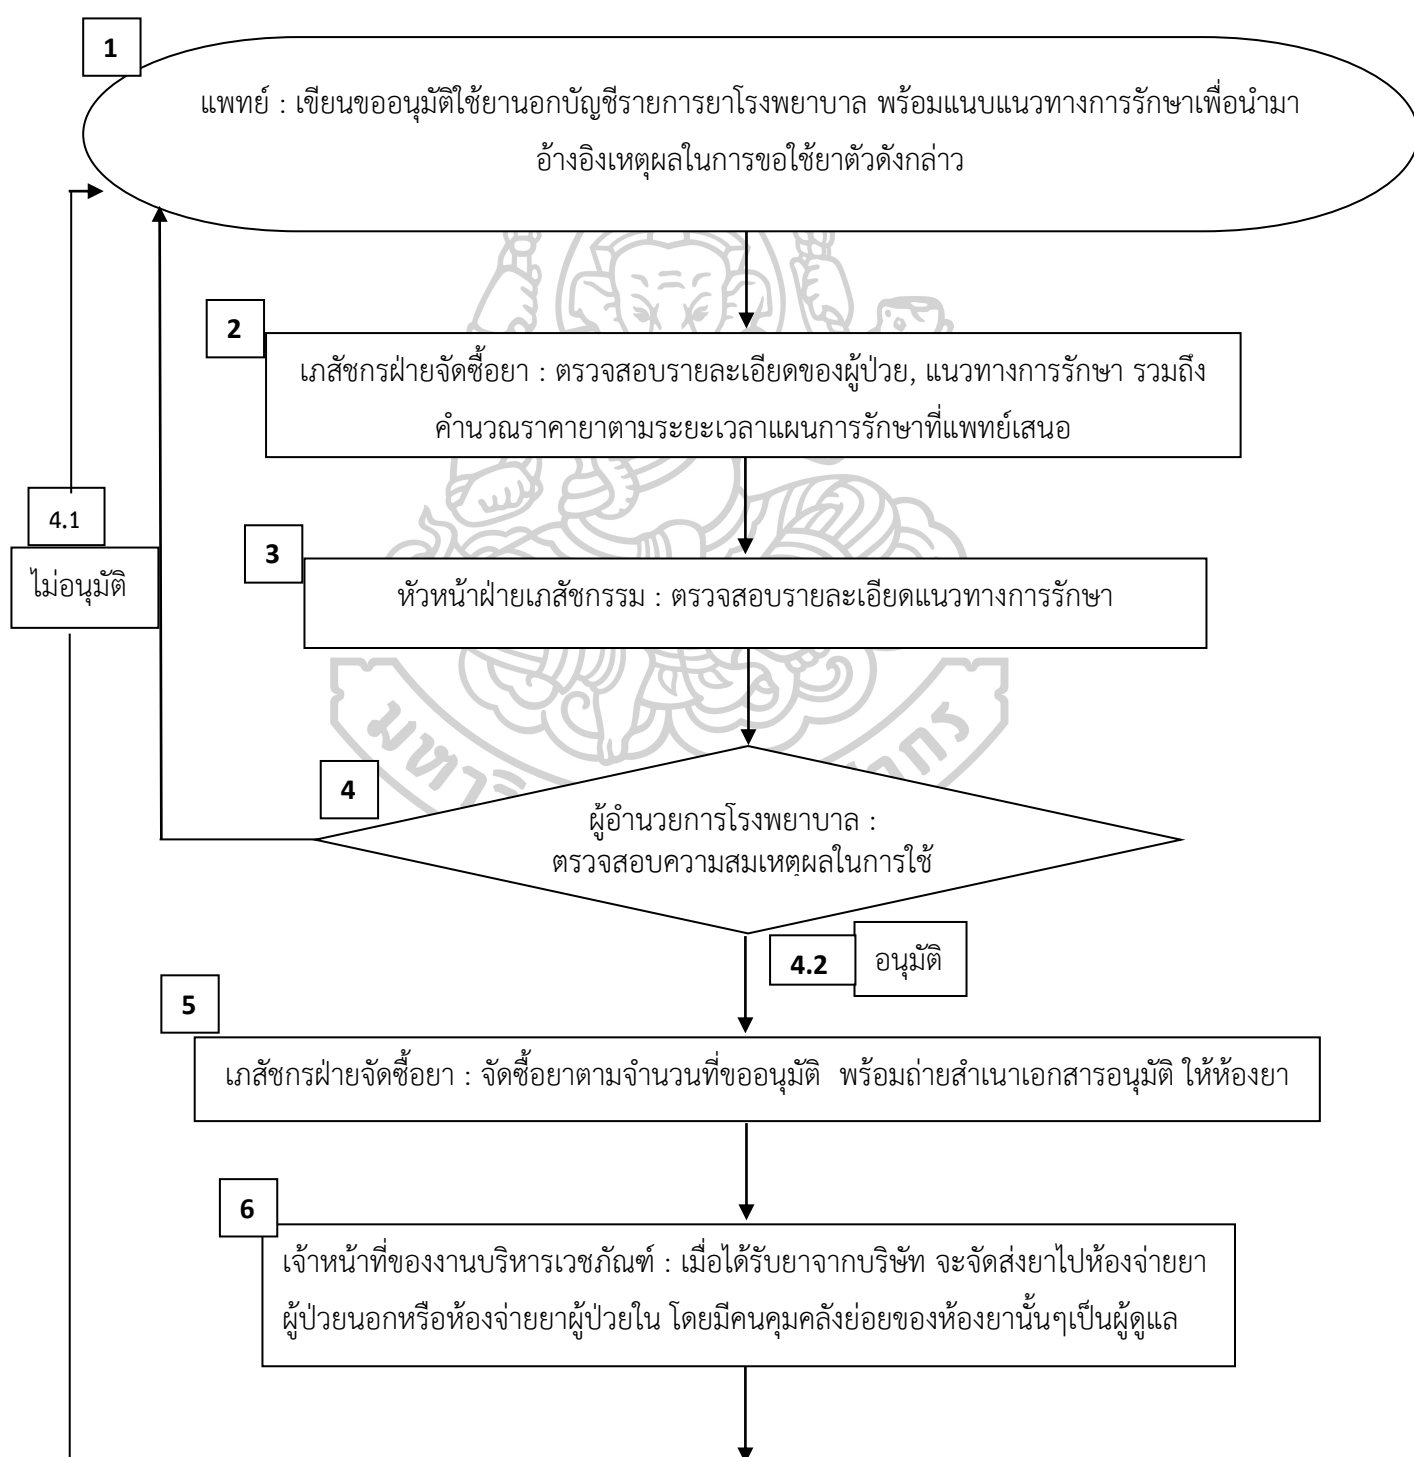 1
แพทย์ : เขียนขออนุมัติใช้ยานอกบัญชีรายการยาโรงพยาบาล พร้อมแนบแนวทางการรักษาเพื่อนำมา
อ้างอิงเหตุผลในการขอใช้ยาตัวดังกล่าว
2
เภสัชกรฝ่ายจัดซื้อยา : ตรวจสอบรายละเอียดของผู้ป่วย, แนวทางการรักษา รวมถึง
คำนวณราคายาตามระยะเวลาแผนการรักษาที่แพทย์เสนอ
4.1
ไม่อนุมัติ
3
หัวหน้าฝ่ายเภสัชกรรม : ตรวจสอบรายละเอียดแนวทางการรักษา
4
ผู้อำนวยการโรงพยาบาล :
ตรวจสอบความสมเหตุผลในการใช้
4.2
อนุมัติ
5
เภสัชกรฝ่ายจัดซื้อยา : จัดซื้อยาตามจำนวนที่ขออนุมัติ พร้อมถ่ายสำเนาเอกสารอนุมัติ ให้ห้องยา
6
เจ้าหน้าที่ของงานบริหารเวชภัณฑ์ : เมื่อได้รับยาจากบริษัท จะจัดส่งยาไปห้องจ่ายยา
ผู้ป่วยนอกหรือห้องจ่ายยาผู้ป่วยใน โดยมีคนคุมคลังย่อยของห้องยานั้นๆเป็นผู้ดูแล